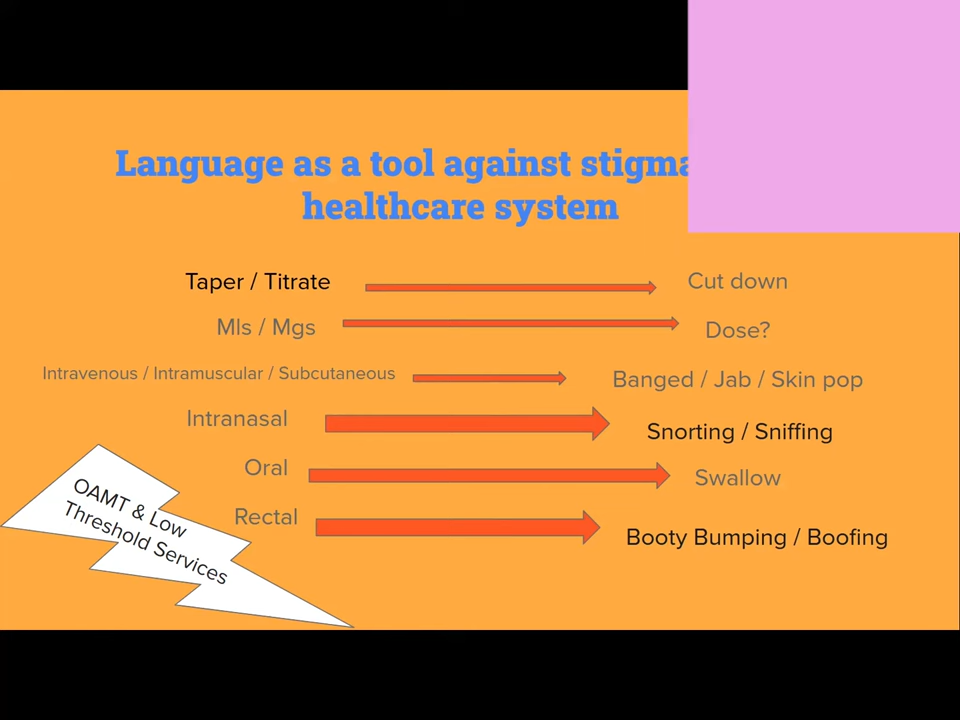 Language as a tool against stigma
healthcare system
Taper / Titrate
Cut down
Mls / Mgs
Dose?
Intravenous / Intramuscular / Subcutaneous
Banged / Jab / Skin pop
Intranasal
Snorting / Sniffing
Oral
Swallow
Rectal
Booty Bumping / Boofing
OAMT & Low
Threshold Services